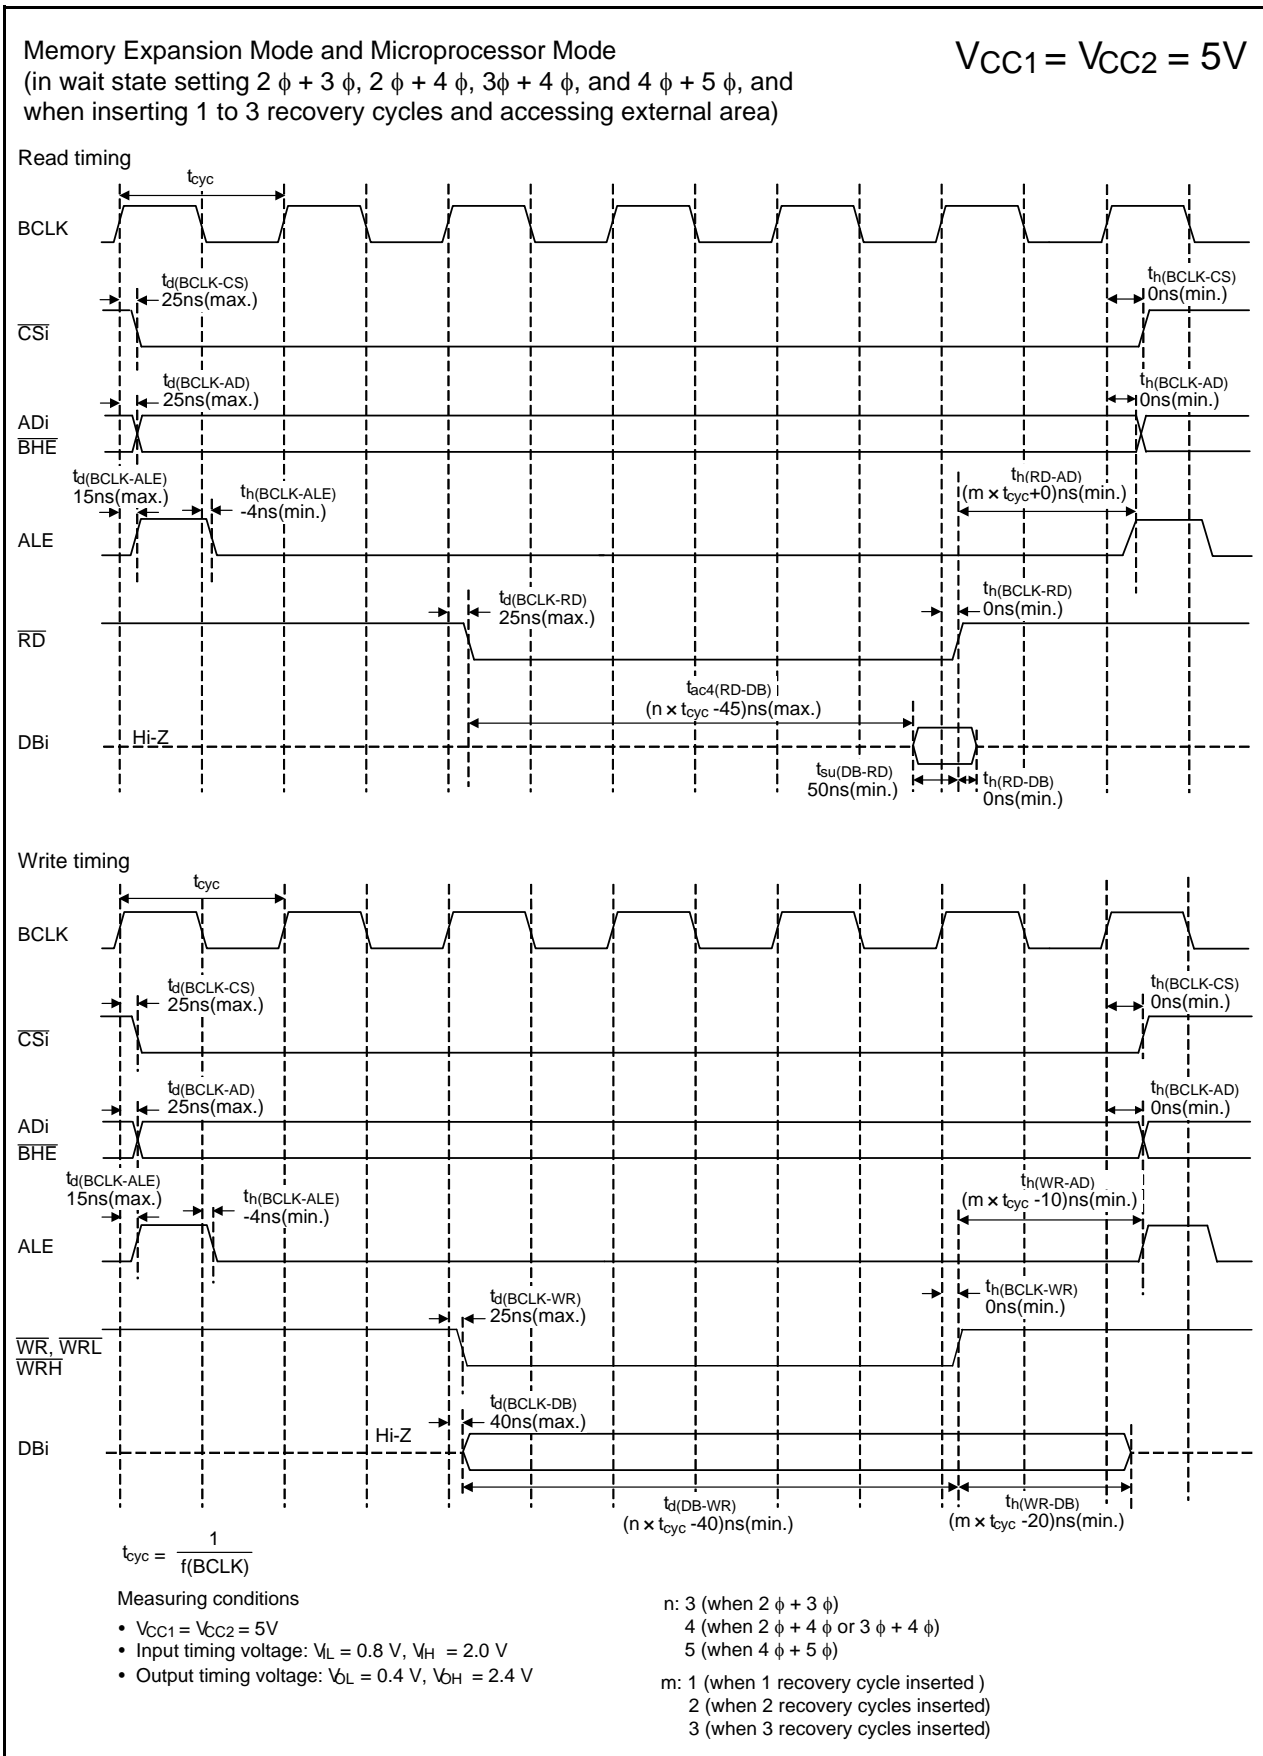 Memory Expansion Mode and Microprocessor Mode
(in wait state setting 2 ϕ + 3 ϕ, 2 ϕ + 4 ϕ, 3ϕ + 4 ϕ, and 4 ϕ + 5 ϕ, and
when inserting 1 to 3 recovery cycles and accessing external area)
VCC1 = VCC2 = 5V
Read timing
tcyc
BCLK
td(BCLK-CS)
25ns(max.)
th(BCLK-CS)
0ns(min.)
CSi
td(BCLK-AD)
25ns(max.)
th(BCLK-AD)
0ns(min.)
ADi
BHE
td(BCLK-ALE)
15ns(max.)
th(BCLK-ALE)
-4ns(min.)
th(RD-AD)
(m × tcyc+0)ns(min.)
ALE
td(BCLK-RD)
25ns(max.)
th(BCLK-RD)
0ns(min.)
RD
tac4(RD-DB)
(n × tcyc -45)ns(max.)
DBi
Hi-Z
tsu(DB-RD)
50ns(min.)
th(RD-DB)
0ns(min.)
Write timing
tcyc
BCLK
td(BCLK-CS)
25ns(max.)
th(BCLK-CS)
0ns(min.)
CSi
td(BCLK-AD)
25ns(max.)
th(BCLK-AD)
0ns(min.)
ADi
BHE
td(BCLK-ALE)
15ns(max.)
th(BCLK-ALE)
-4ns(min.)
th(WR-AD)
(m × tcyc -10)ns(min.)
ALE
td(BCLK-WR)
25ns(max.)
th(BCLK-WR)
0ns(min.)
WR, WRL
WRH
td(BCLK-DB)
40ns(max.)
DBi
Hi-Z
td(DB-WR)
(n × tcyc -40)ns(min.)
th(WR-DB)
(m × tcyc -20)ns(min.)
tcyc = 1
f(BCLK)
Measuring conditions
• VCC1 = VCC2 = 5V
• Input timing voltage: VIL = 0.8 V, VIH = 2.0 V
• Output timing voltage: VOL = 0.4 V, VOH = 2.4 V
n: 3 (when 2 ϕ + 3 ϕ)
4 (when 2 ϕ + 4 ϕ or 3 ϕ + 4 ϕ)
5 (when 4 ϕ + 5 ϕ)
m: 1 (when 1 recovery cycle inserted )
2 (when 2 recovery cycles inserted)
3 (when 3 recovery cycles inserted)